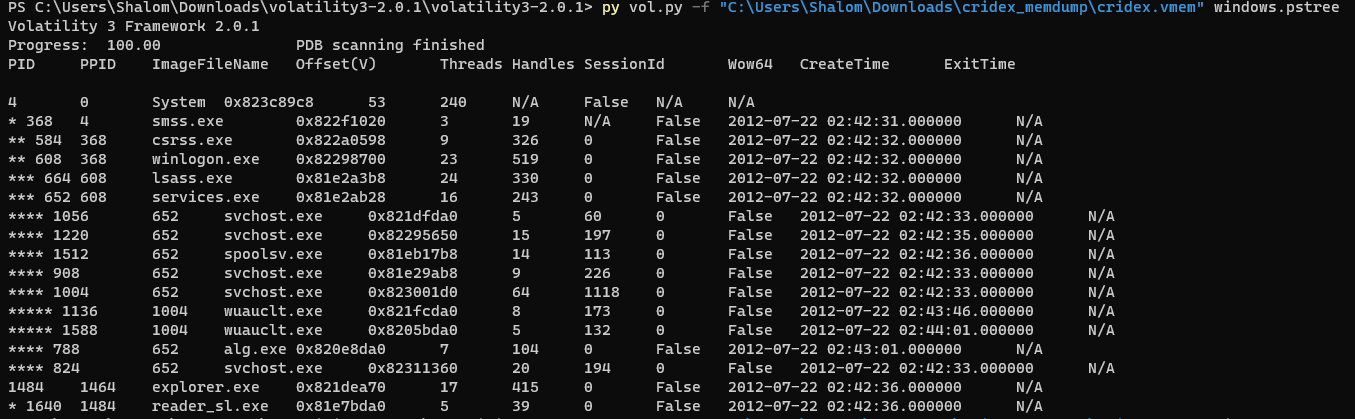 PS C:\Users\Shalom\Downloads\volatility3-2.0.1\volatility3-2.0.1> py vol.py -f "C:\Users\Shalom\Downloads\cridex_memdump\cridex.vmem" windows.pstree
Volatility 3 Framework 2.0.1
Progress: 100.00 PDB scanning finished
PID PPID ImageFileName Offset(V) Threads Handles SessionId Wow64 CreateTime ExitTime
4 0 System 0x823c89c8 53 240 N/A False N/A N/A
* 368 4 smss.exe 0x822f1020 3 19 N/A False 2012-07-22 02:42:31.000000 N/A
** 584 368 csrss.exe 0x822a0598 9 326 0 False 2012-07-22 02:42:32.000000 N/A
** 608 368 winlogon.exe 0x82298700 23 519 0 False 2012-07-22 02:42:32.000000 N/A
*** 664 608 lsass.exe 0x81e2a3b8 24 330 0 False 2012-07-22 02:42:32.000000 N/A
*** 652 608 services.exe 0x81e2ab28 16 243 0 False 2012-07-22 02:42:32.000000 N/A
**** 1056 652 svchost.exe 0x821dfda0 5 60 0 False 2012-07-22 02:42:33.000000 N/A
**** 1220 652 svchost.exe 0x82295650 15 197 0 False 2012-07-22 02:42:35.000000 N/A
**** 1512 652 spoolsv.exe 0x81eb17b8 14 113 0 False 2012-07-22 02:42:36.000000 N/A
**** 908 652 svchost.exe 0x81e29ab8 9 226 0 False 2012-07-22 02:42:33.000000 N/A
**** 1004 652 svchost.exe 0x823001d0 64 1118 0 False 2012-07-22 02:42:33.000000 N/A
***** 1136 1004 wuauclt.exe 0x821fcda0 8 173 0 False 2012-07-22 02:43:46.000000 N/A
***** 1588 1004 wuauclt.exe 0x8205bda0 5 132 0 False 2012-07-22 02:44:01.000000 N/A
**** 788 652 alg.exe 0x820e8da0 7 104 0 False 2012-07-22 02:43:01.000000 N/A
**** 824 652 svchost.exe 0x82311360 20 194 0 False 2012-07-22 02:42:33.000000 N/A
1484 1464 explorer.exe 0x821dea70 17 415 0 False 2012-07-22 02:42:36.000000 N/A
* 1640 1484 reader_sl.exe 0x81e7bda0 5 39 0 False 2012-07-22 02:42:36.000000 N/A